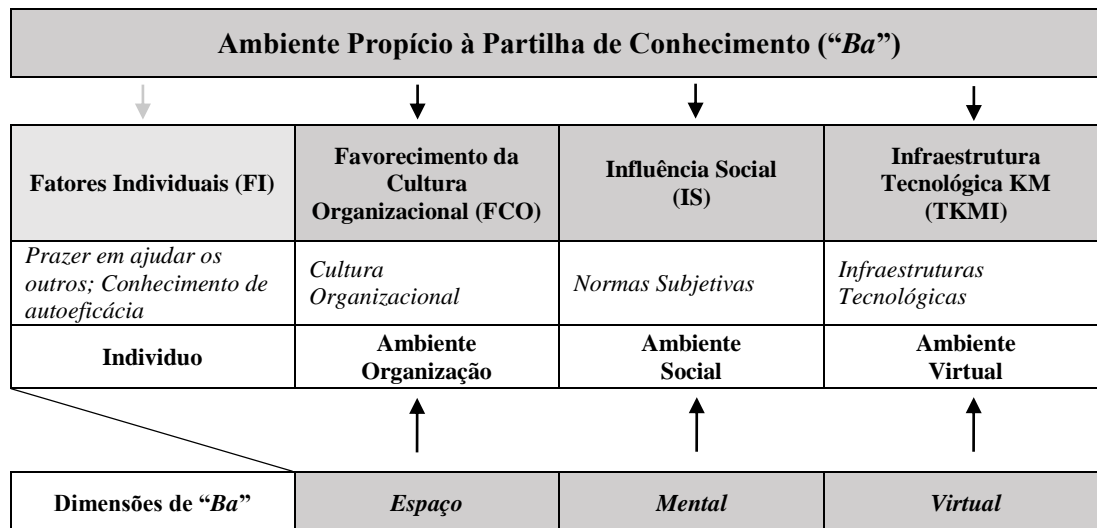 Ambiente Propício à Partilha de Conhecimento (“Ba”)
Fatores Individuais (FI)
Favorecimento da
Cultura
Organizacional (FCO)
Influência Social
(IS)
Infraestrutura
Tecnológica KM
(TKMI)
Prazer em ajudar os
outros; Conhecimento de
autoeficácia
Cultura
Organizacional
Normas Subjetivas
Infraestruturas
Tecnológicas
Individuo
Ambiente
Organização
Ambiente
Social
Ambiente
Virtual
Dimensões de “Ba”
Espaço
Mental
Virtual